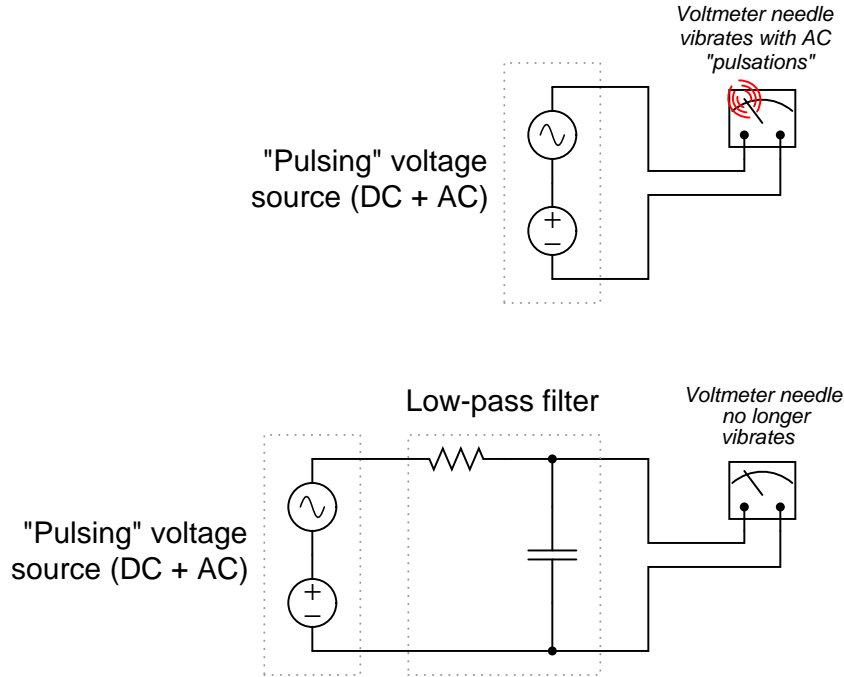 Voltmeter needle
vibrates with AC
"pulsations"
"Pulsing" voltage
source (DC + AC)
Low-pass filter
Voltmeter needle
no longer
vibrates
"Pulsing" voltage
source (DC + AC)